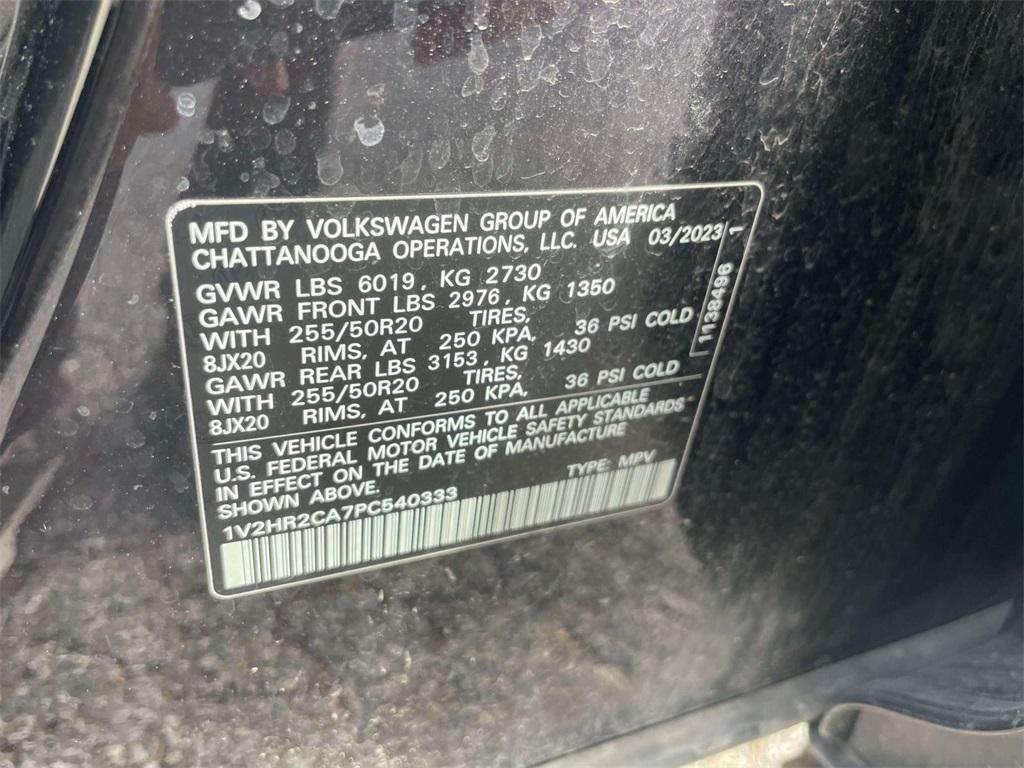 MFD BY VOLKSWAGEN GROUP OF AMERICA
CHATTANOOGA OPERATIONS, LLC. USA 03/2023 1
GVWR LBS 6019, KG 2730
GAWR FRONT LBS 2976, KG 1350
WITH 255/50R20 TIRES,
8JX20 RIMS, AT 250 KPA, 36 PSI COLD
GAWR REAR LBS 3153, KG 1430
WITH 255/50R20 TIRES,
8JX20 RIMS, AT 250 KPA, 36 PSI COLD
1138496
THIS VEHICLE CONFORMS TO ALL APPLICABLE
U.S. FEDERAL MOTOR VEHICLE SAFETY STANDARDS
IN EFFECT ON THE DATE OF MANUFACTURE
SHOWN ABOVE. TYPE: MPV
1V2HR2CA7PC540333